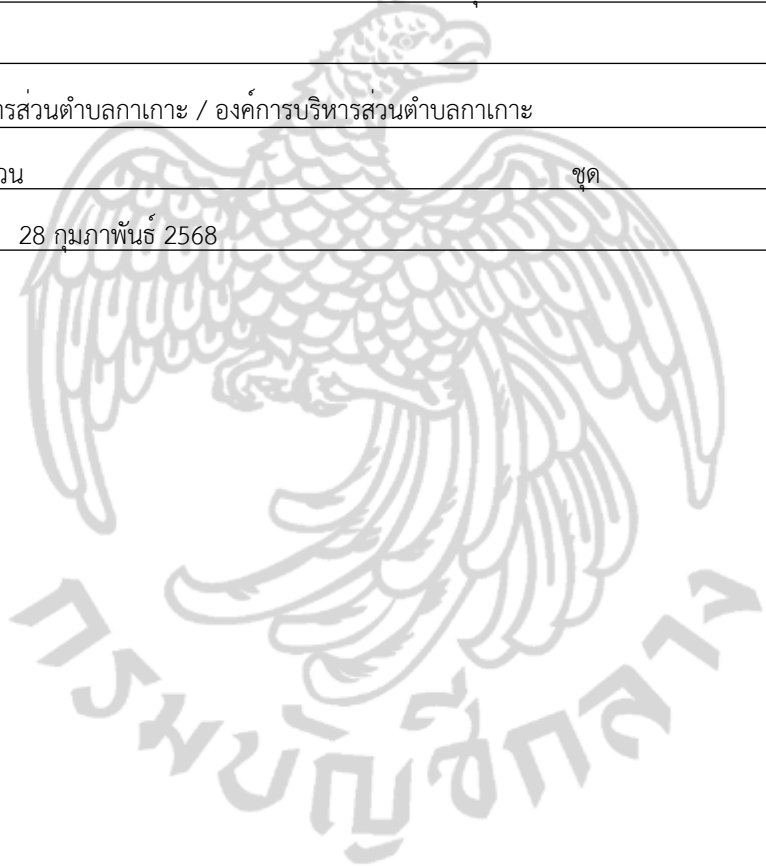 ารส่วนตำบลกาเกาะ / องค์การบริหารส่วนตำบลกาเกาะ
วน ชุด
28 กุมภาพันธ์ 2568
กรมบัญชีกลาง